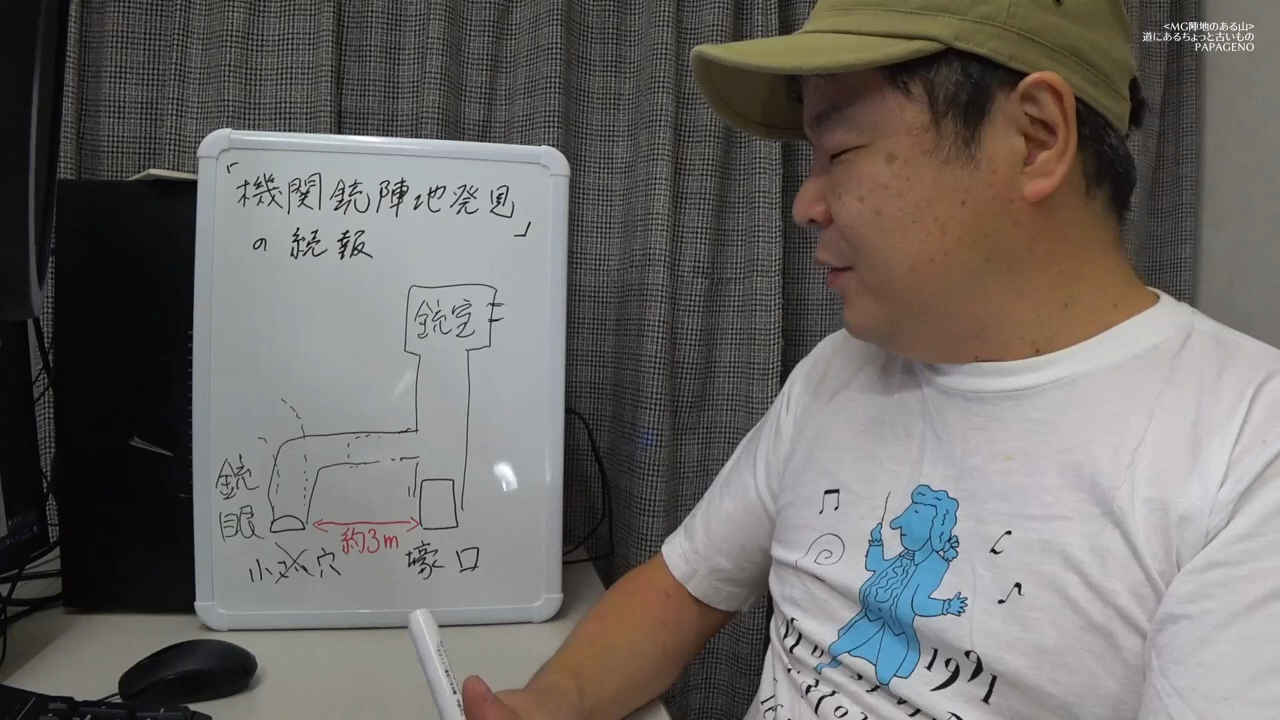 <MG陣地のある山>
道にあるちょっと古いもの
PAPAGENO
「機関銃陣地発見」
の続報
銃室
銃
眼
約3m
小穴
壕口
1991